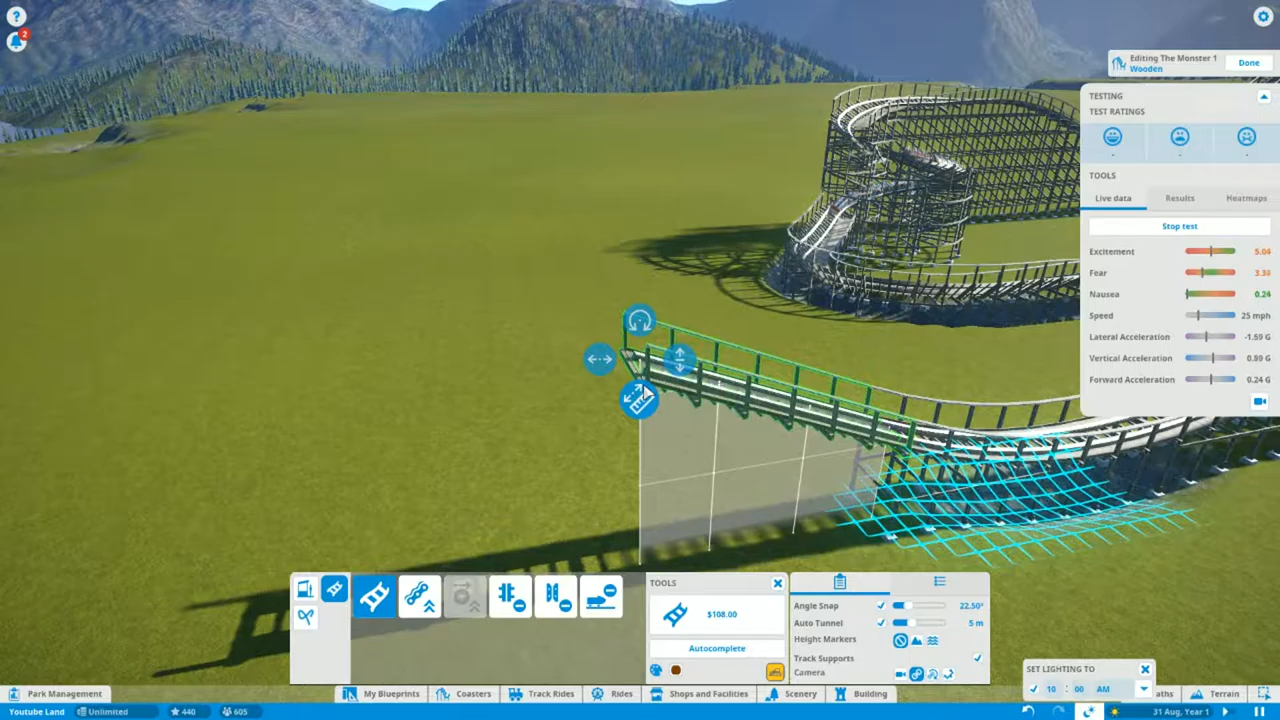 ?
2
Editing The Monster 1
Wooden
Done
TESTING
TEST RATINGS
-
-
-
TOOLS
Live data
Results
Heatmaps
Stop test
Excitement
5.04
Fear
Nausea
0.24
Speed
25 mph
Lateral Acceleration
-1.59 G
Vertical Acceleration
0.99 G
Forward Acceleration
0.24 G
TOOLS
$108.00
Autocomplete
Angle Snap
22.50°
Auto Tunnel
5 m
Height Markers
Track Supports
Camera
SET LIGHTING TO
10 : 00 AM
Park Management
My Blueprints
Coasters
Track Rides
Rides
Shops and Facilities
Scenery
Building
aths
Terrain
Youtube Land
Unlimited
440
605
31 Aug, Year 1